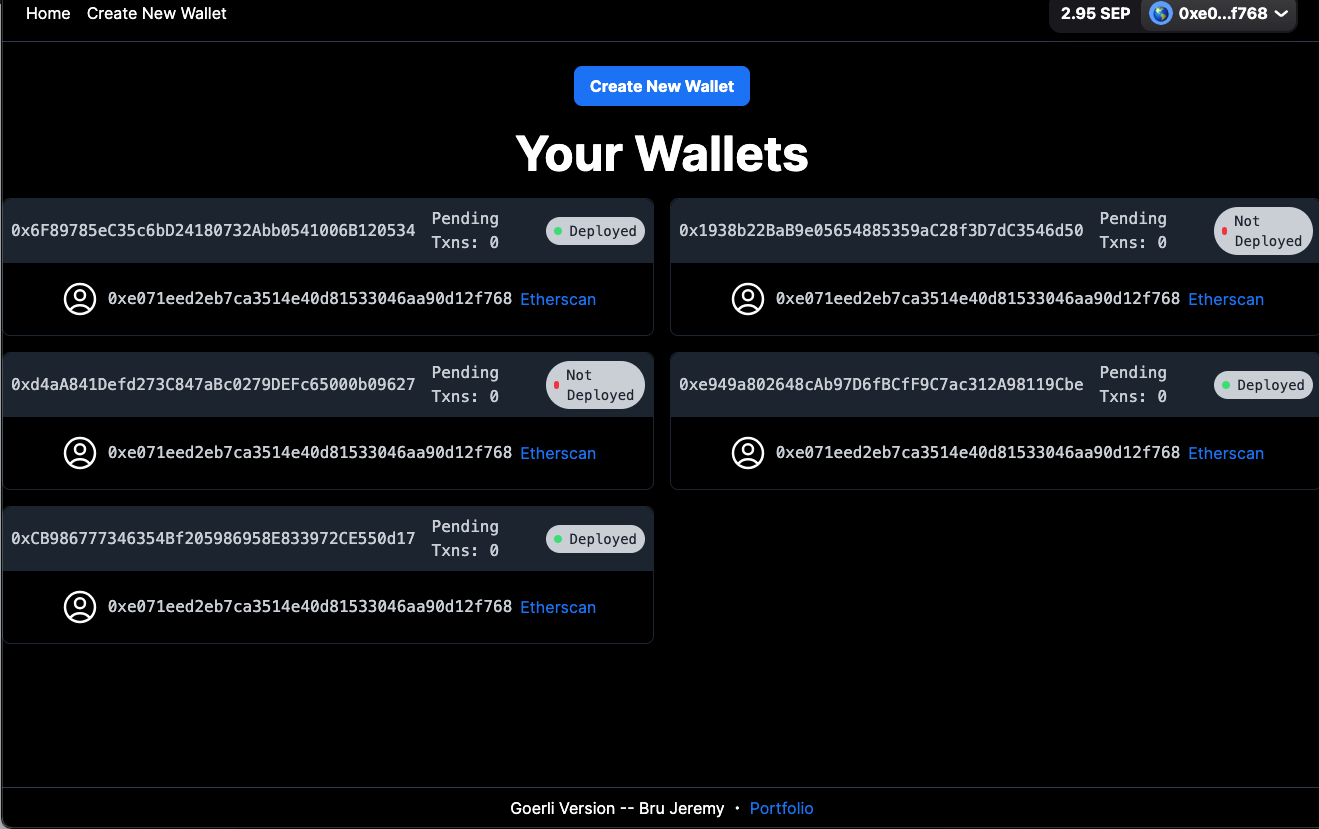 Home Create New Wallet 2.95 SEP 0xe0...f768
Create New Wallet
Your Wallets
0x6F89785eC35c6bD24180732Abb0541006B120534 Pending Txns: 0 Deployed
0xe071eed2eb7ca3514e40d81533046aa90d12f768 Etherscan
0x1938b22BaB9e05654885359aC28f3D7dC3546d50 Pending Txns: 0 Not Deployed
0xe071eed2eb7ca3514e40d81533046aa90d12f768 Etherscan
0xd4aA841Defd273C847aBc0279DEFc65000b09627 Pending Txns: 0 Not Deployed
0xe071eed2eb7ca3514e40d81533046aa90d12f768 Etherscan
0xe949a802648cAb97D6fBCfF9C7ac312A98119Cbe Pending Txns: 0 Deployed
0xe071eed2eb7ca3514e40d81533046aa90d12f768 Etherscan
0xCB986777346354Bf205986958E833972CE550d17 Pending Txns: 0 Deployed
0xe071eed2eb7ca3514e40d81533046aa90d12f768 Etherscan
Goerli Version -- Bru Jeremy • Portfolio